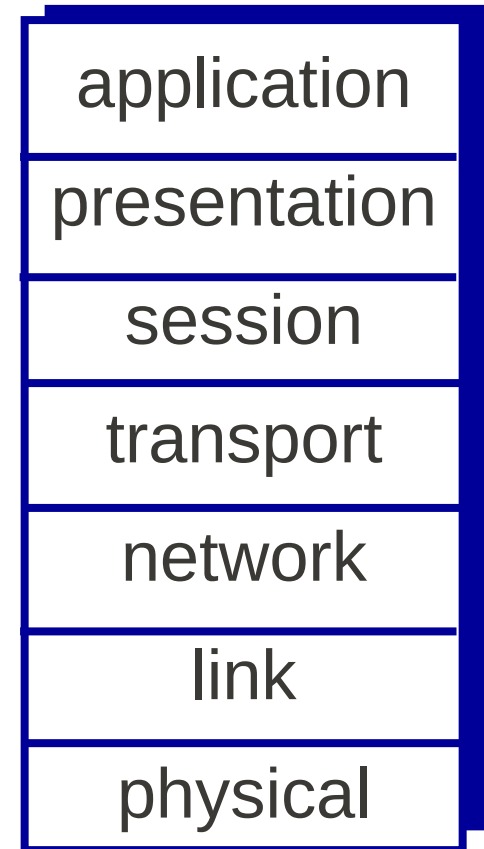 application
presentation
session
transport
network
link
physical